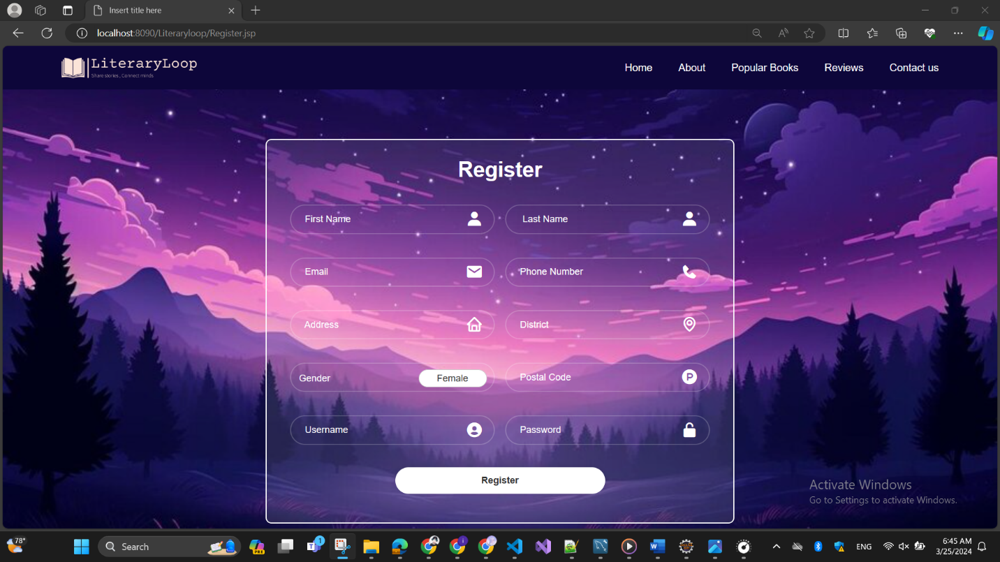 Insert title here
localhost:8090/Literaryloop/Register.jsp
LiteraryLoop
Share stories , Connect minds
Home About Popular Books Reviews Contact us
Register
First Name Last Name
Email Phone Number
Address District
Gender Female Postal Code
P
Username Password
Register
Activate Windows
Go to Settings to activate Windows.
78°
Search
PRE
1
ENG
6:45 AM
3/25/2024